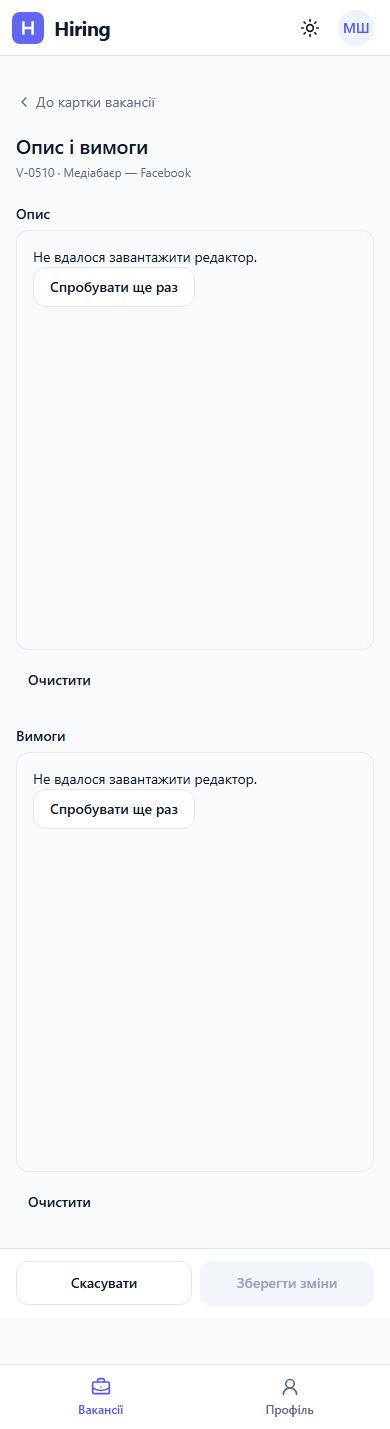 H Hiring МШ
До картки вакансії
Опис і вимоги
V-0510 · Медіабаєр — Facebook
Опис
Не вдалося завантажити редактор.
Спробувати ще раз
Очистити
Вимоги
Не вдалося завантажити редактор.
Спробувати ще раз
Очистити
Скасувати Зберегти зміни
Вакансії Профіль